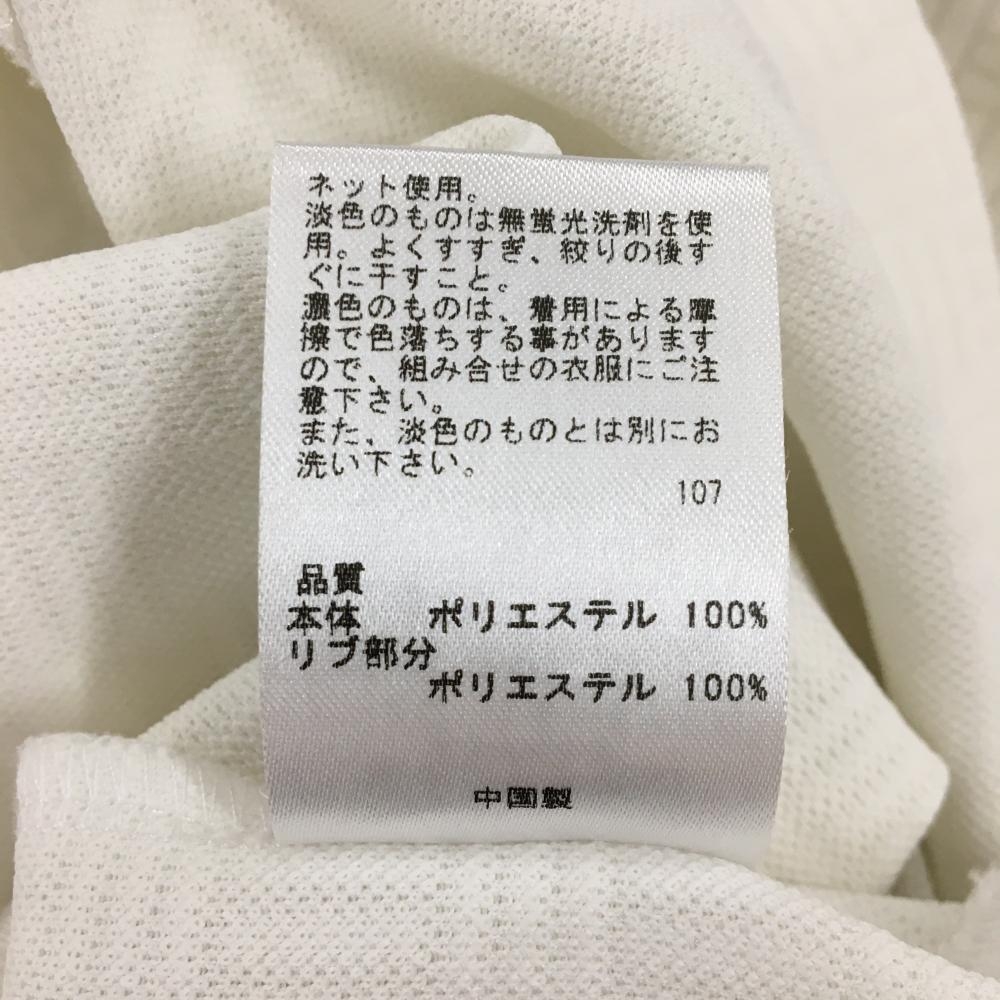 ネット使用。
淡色のものは無蛍光洗剤を使
用。よくすすぎ、絞りの後す
ぐに干すこと。
濃色のものは、着用による摩
擦で色落ちする事があります
ので、組み合せの衣服にご注
意下さい。
また、淡色のものとは別にお
洗い下さい。
107
品質
本体 ポリエステル 100%
リブ部分
ポリエステル 100%
中国製